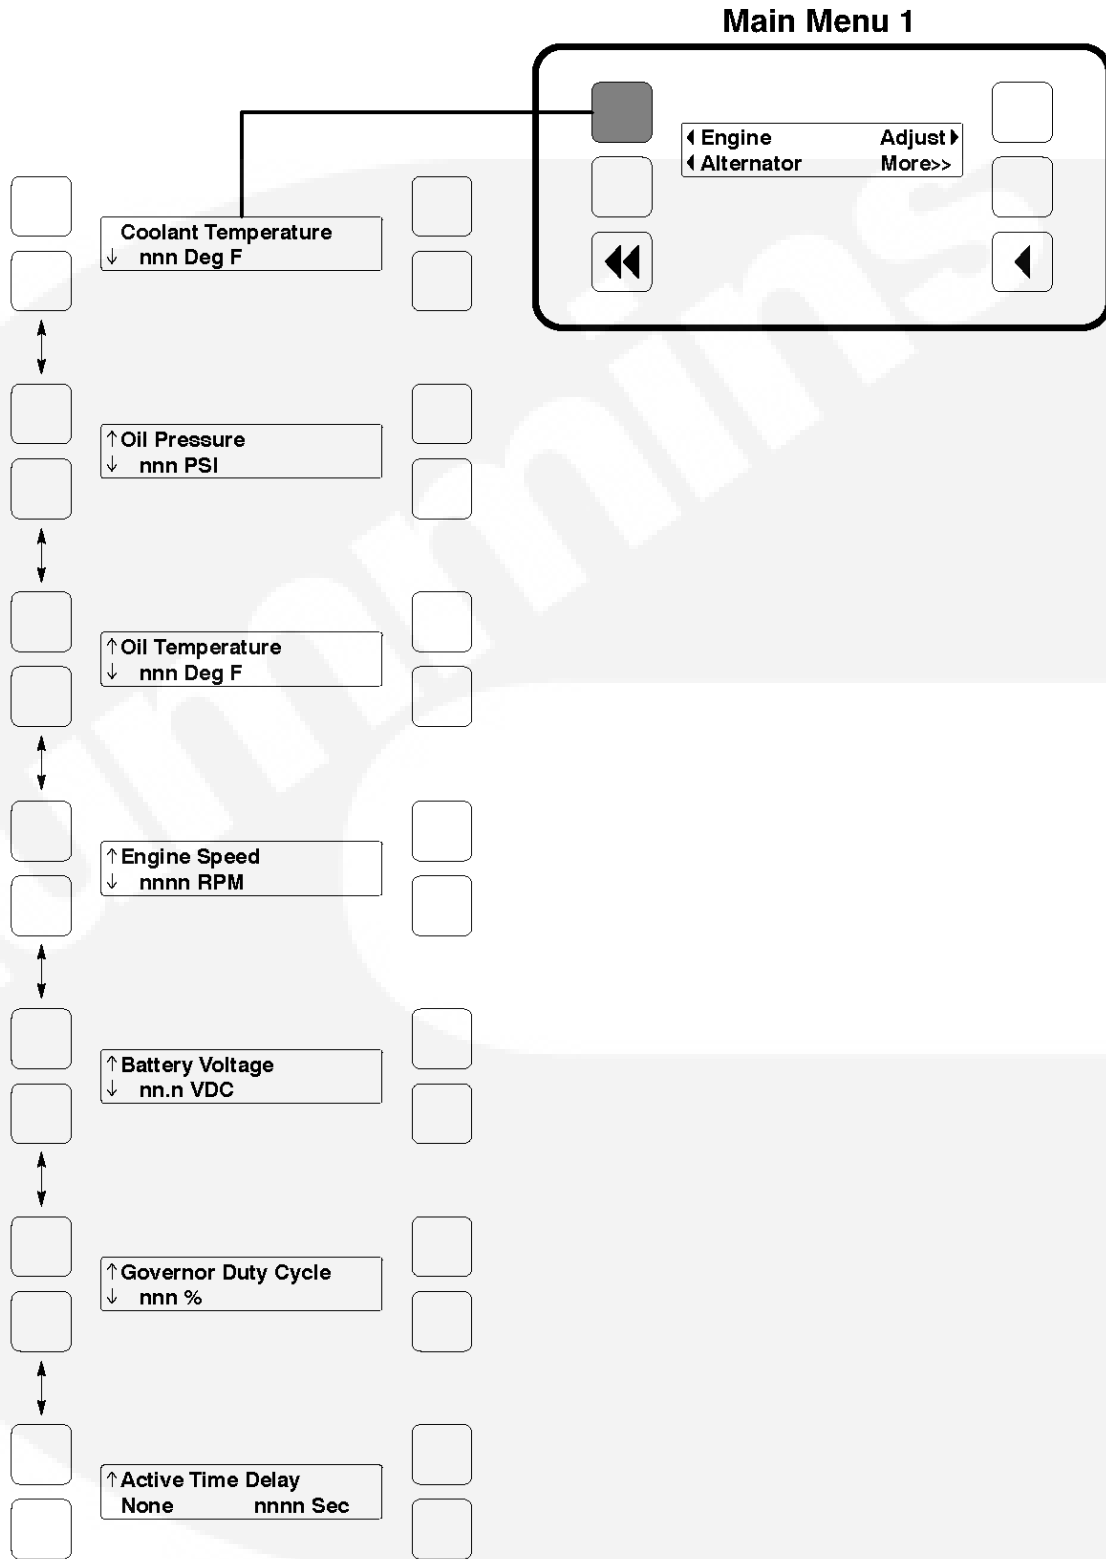 Main Menu 1
◀ Engine Adjust ▶
◀ Alternator More>>
Coolant Temperature
↓ nnn Deg F
↑ Oil Pressure
↓ nnn PSI
↑ Oil Temperature
↓ nnn Deg F
↑ Engine Speed
↓ nnnn RPM
↑ Battery Voltage
↓ nn.n VDC
↑ Governor Duty Cycle
↓ nnn %
↑ Active Time Delay
None nnnn Sec
cummins